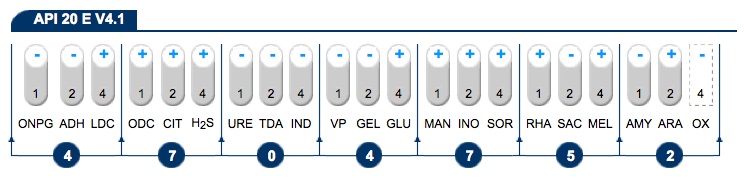 API 20 E V4.1
- - + + + + - - - - - + + + + + - + - + -
1 2 4 1 2 4 1 2 4 1 2 4 1 2 4 1 2 4 1 2 4
ONPG ADH LDC ODC CIT H2S URE TDA IND VP GEL GLU MAN INO SOR RHA SAC MEL AMY ARA OX
4 7 0 4 7 5 2